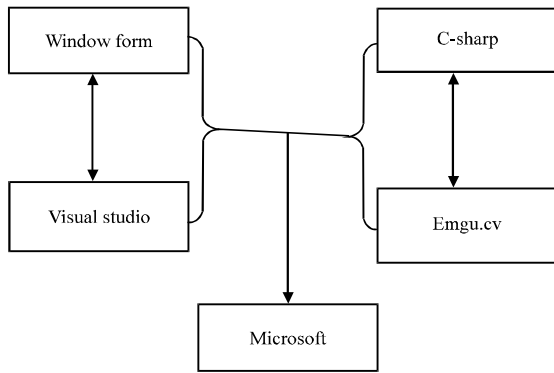 Window form
C-sharp
Visual studio
Emgu.cv
Microsoft